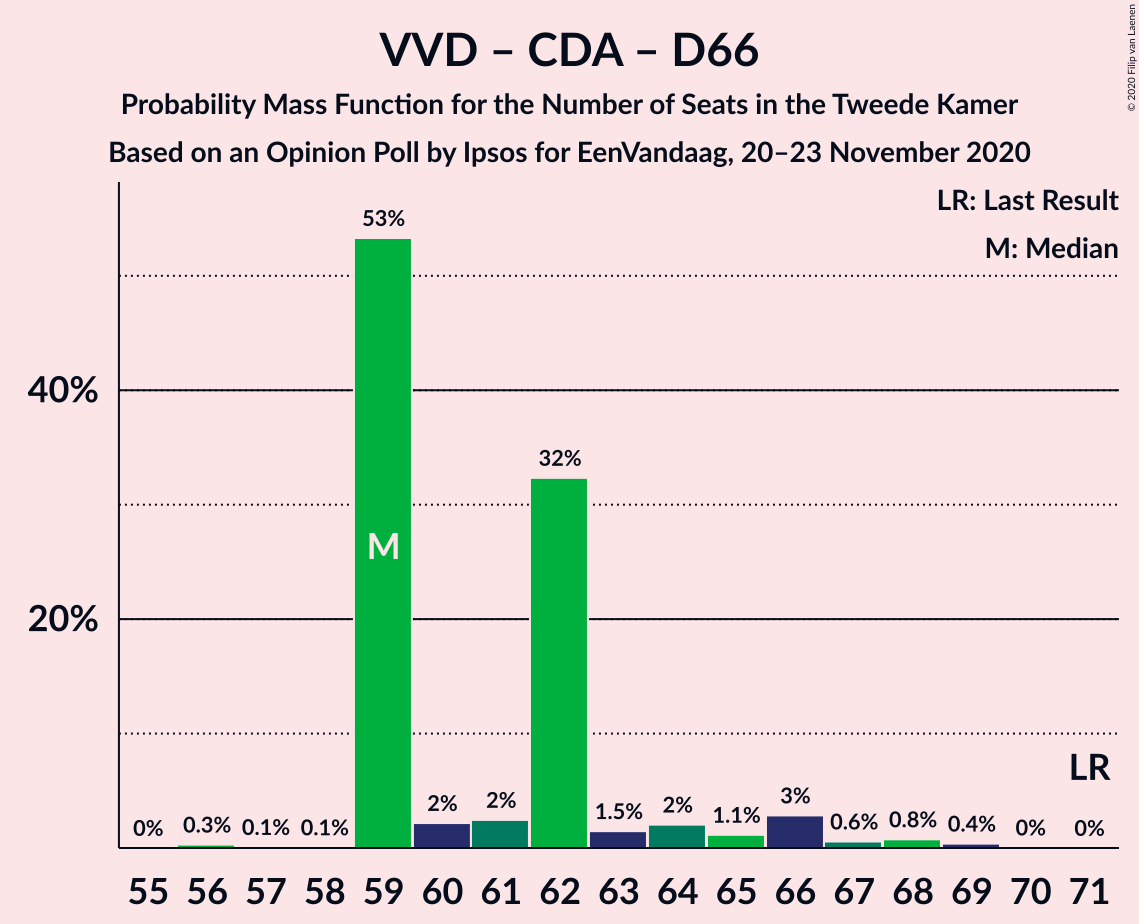 VVD – CDA – D66
Probability Mass Function for the Number of Seats in the Tweede Kamer
Based on an Opinion Poll by Ipsos for EenVandaag, 20–23 November 2020
© 2020 Filip van Laenen
LR: Last Result
M: Median
53%
40%
32%
M
20%
LR
0% 0.3% 0.1% 0.1% 2% 2% 1.5% 2% 1.1% 3% 0.6% 0.8% 0.4% 0% 0%
55 56 57 58 59 60 61 62 63 64 65 66 67 68 69 70 71